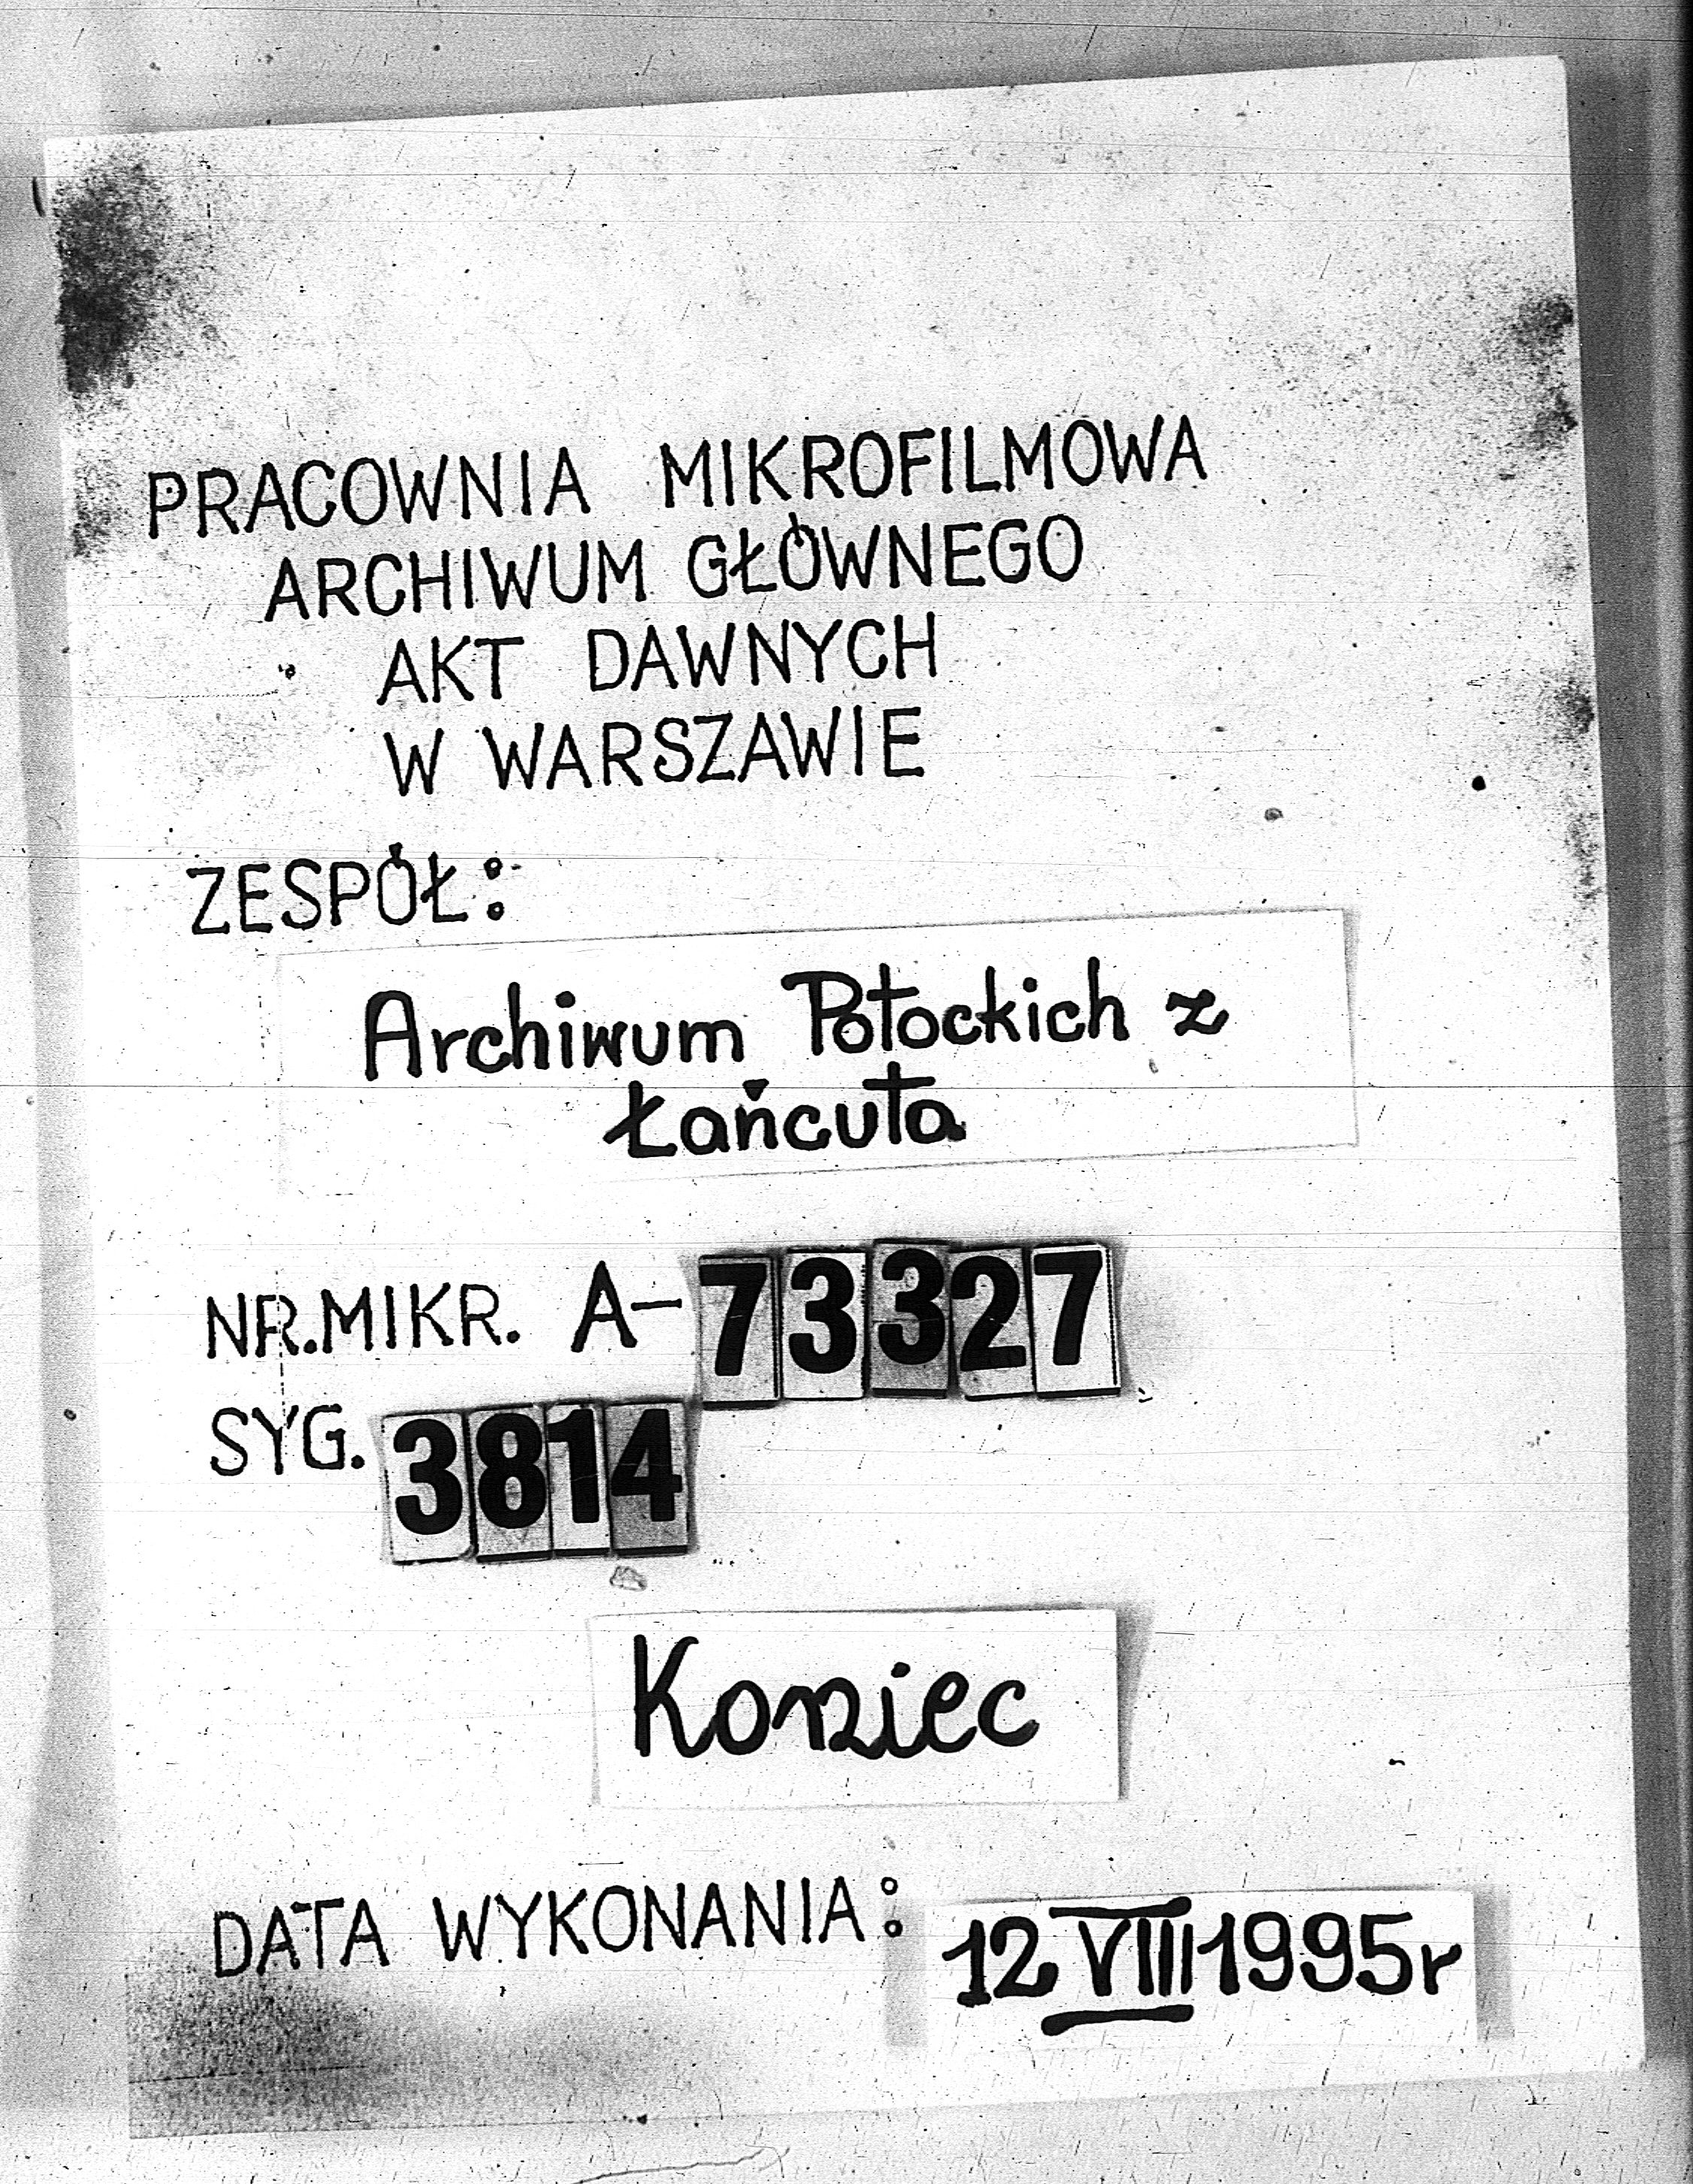 PRACOWNIA MIKROFILMOWA
ARCHIWUM GŁÓWNEGO
AKT DAWNYCH
W WARSZAWIE
ZESPÓŁ:
Archiwum Potockich z
Łańcuta
NR.MIKR. A-73327
SYG. 3814
Koniec
DATA WYKONANIA: 12 VIII 1995r